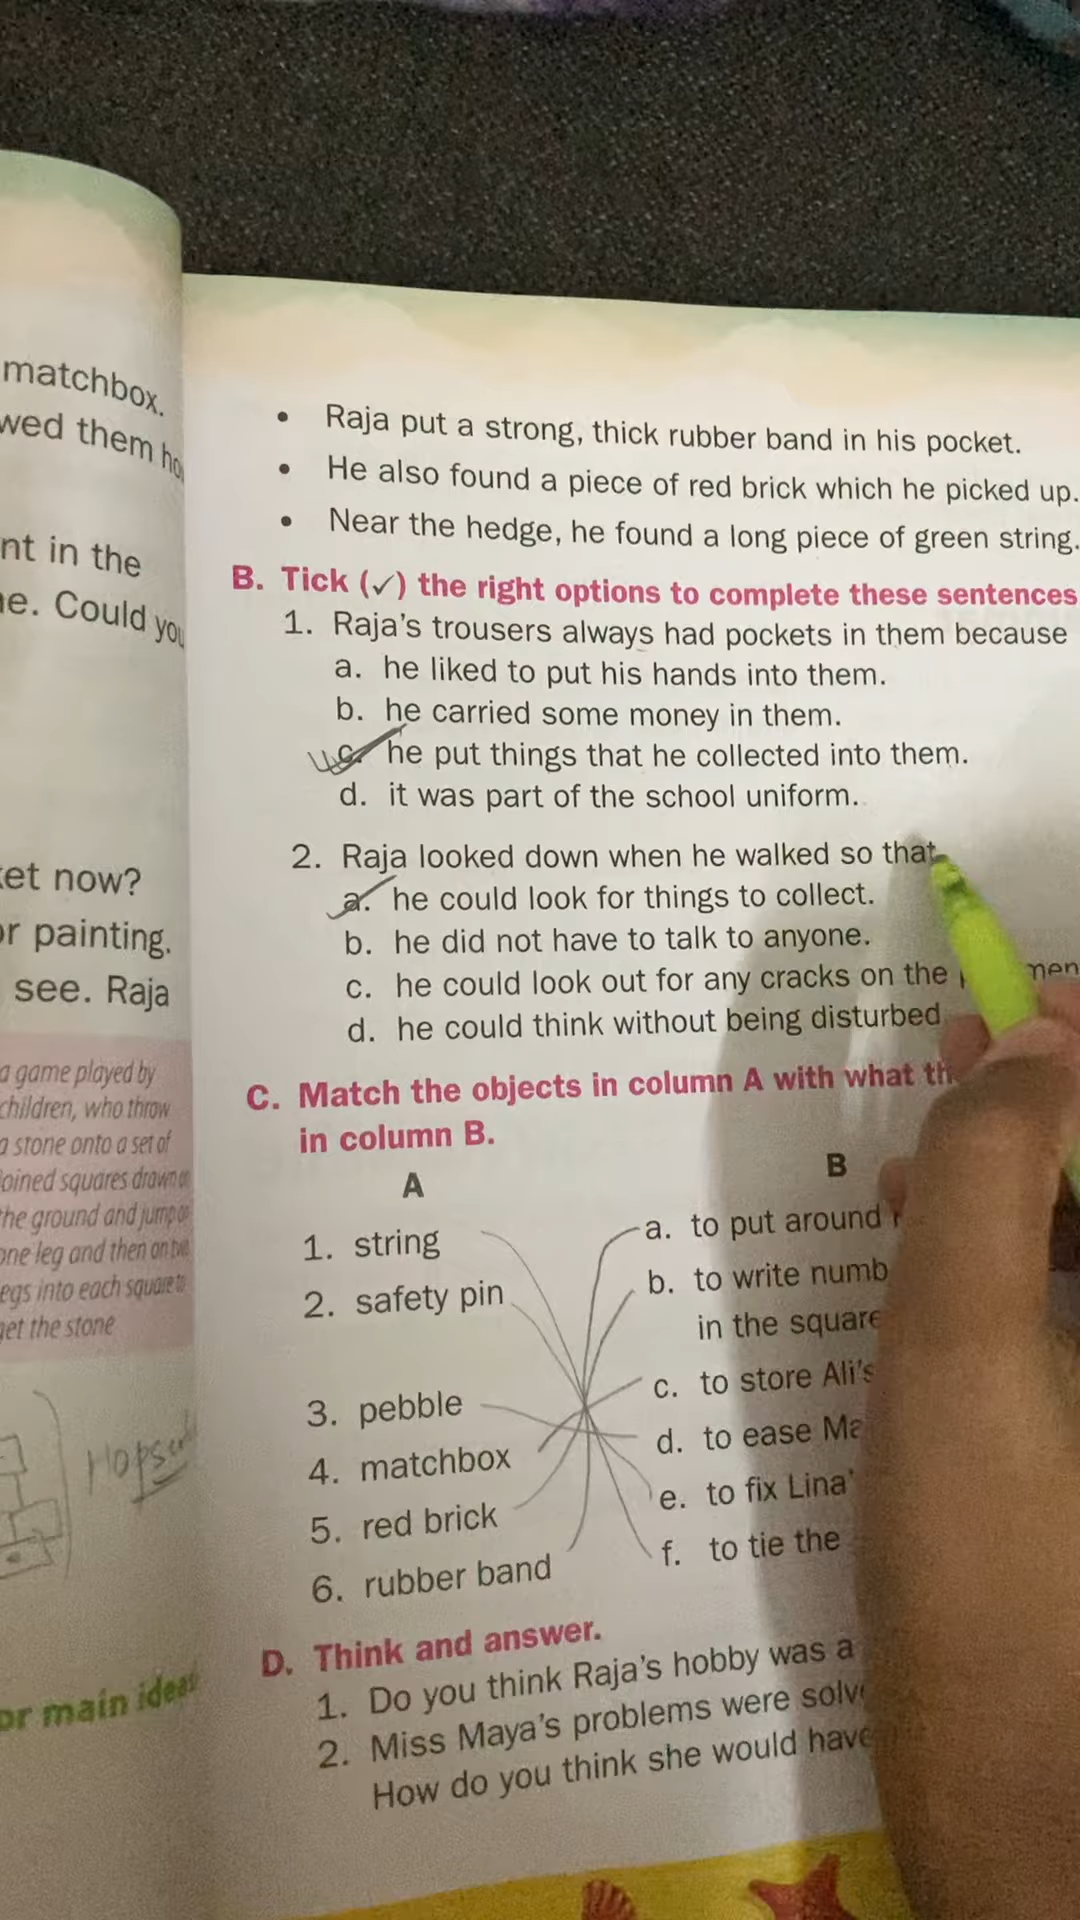 matchbox.
wed them
nt in the
e. Could you
et now?
or painting.
see. Raja
a game played by
children, who throw
a stone onto a set of
joined squares drawn
the ground and jump
one leg and then on
egs into each square to
get the stone
Hopsc
or main ideas
• Raja put a strong, thick rubber band in his pocket.
• He also found a piece of red brick which he picked up.
• Near the hedge, he found a long piece of green string.
B. Tick (✓) the right options to complete these sentences
1. Raja's trousers always had pockets in them because
a. he liked to put his hands into them.
b. he carried some money in them.
c. he put things that he collected into them.
d. it was part of the school uniform.
2. Raja looked down when he walked so that
a. he could look for things to collect.
b. he did not have to talk to anyone.
c. he could look out for any cracks on the
d. he could think without being disturbed
C. Match the objects in column A with what
in column B.
A B
1. string a. to put around
2. safety pin b. to write numb
in the square
3. pebble c. to store Ali's
4. matchbox d. to ease
5. red brick e. to fix Lina'
6. rubber band f. to tie the
D. Think and answer.
1. Do you think Raja's hobby was a
2. Miss Maya's problems were solv
How do you think she would have